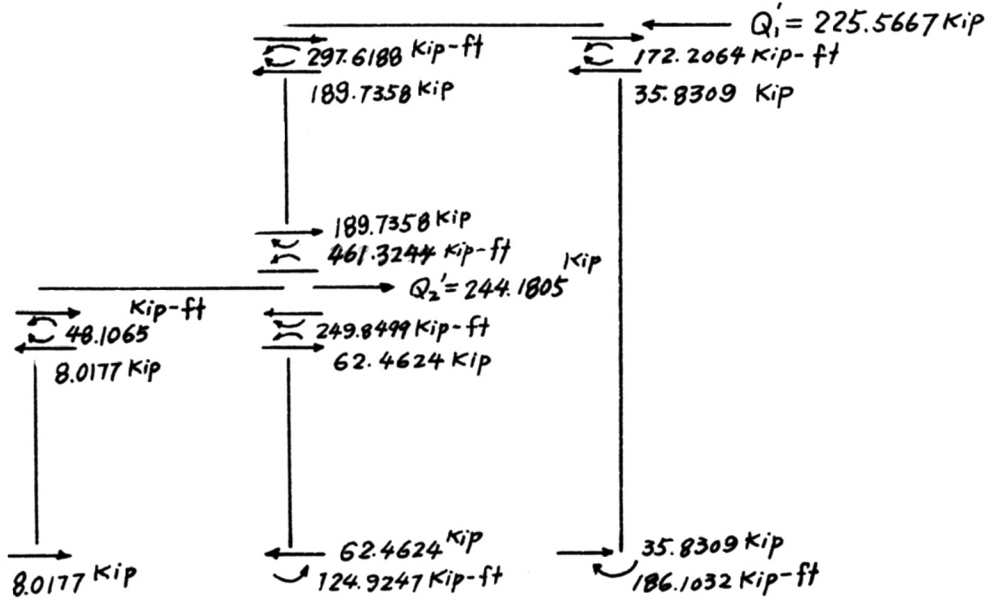 Q₁' = 225.5667 Kip
297.6188 Kip-ft
172.2064 Kip-ft
189.7358 Kip
35.8309 Kip
189.7358 Kip
461.3244 Kip-ft
Q₂' = 244.1805 Kip
Kip-ft
48.1065
249.8499 Kip-ft
8.0177 Kip
62.4624 Kip
62.4624 Kip
35.8309 Kip
8.0177 Kip
124.9247 Kip-ft
186.1032 Kip-ft